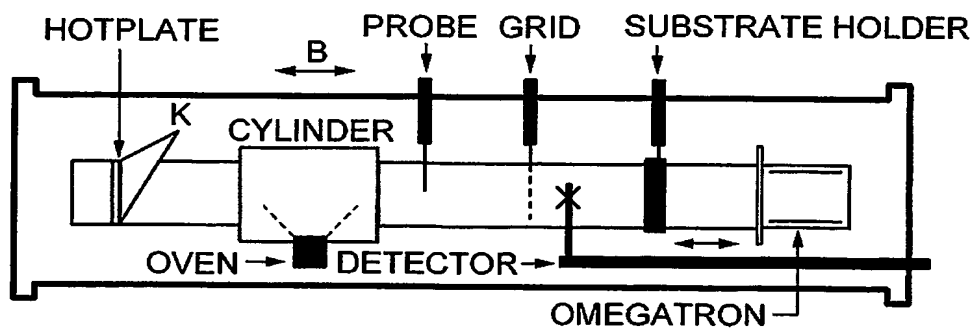 HOTPLATE
B
PROBE GRID SUBSTRATE HOLDER
K
CYLINDER
OVEN
DETECTOR
OMEGATRON